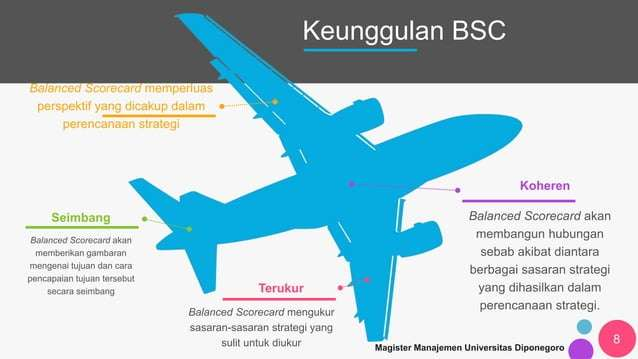 Keunggulan BSC
Balanced Scorecard memperluas
perspektif yang dicakup dalam
perencanaan strategi
Koheren
Balanced Scorecard akan
membangun hubungan
sebab akibat diantara
berbagai sasaran strategi
yang dihasilkan dalam
perencanaan strategi.
Seimbang
Balanced Scorecard akan
memberikan gambaran
mengenai tujuan dan cara
pencapaian tujuan tersebut
secara seimbang
Terukur
Balanced Scorecard mengukur
sasaran-sasaran strategi yang
sulit untuk diukur
Magister Manajemen Universitas Diponegoro
8